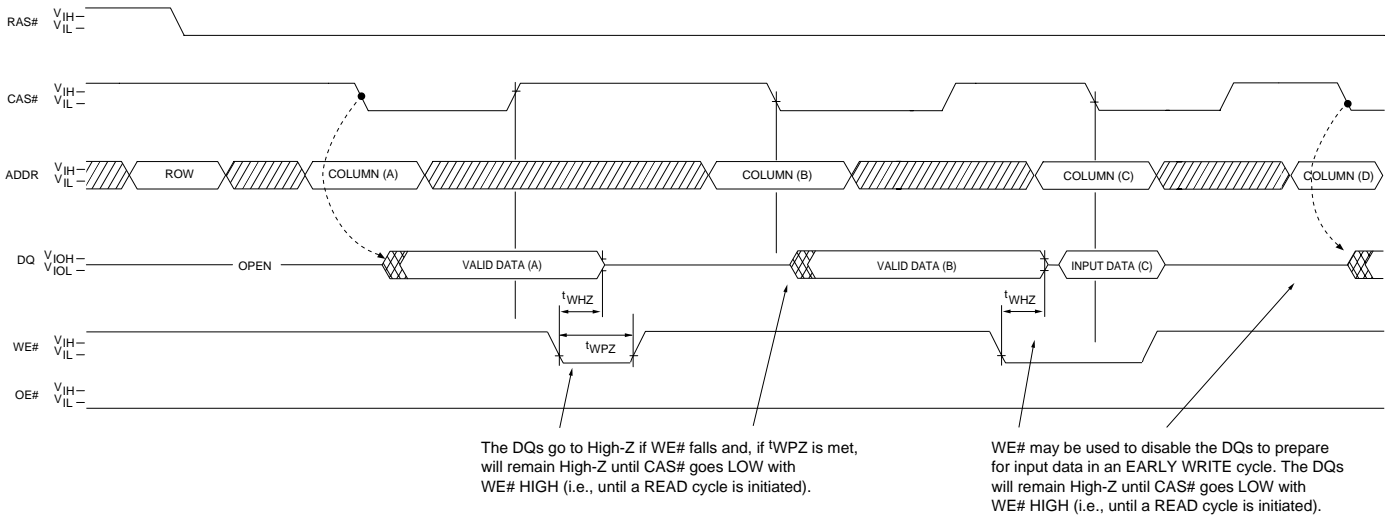 RAS# VIH
VIL
CAS# VIH
VIL
ADDR VIH
VIL
ROW COLUMN (A) COLUMN (B) COLUMN (C) COLUMN (D)
DQ VIOH
VIOL
OPEN VALID DATA (A) VALID DATA (B) INPUT DATA (C)
tWHZ tWHZ
tWPZ
WE# VIH
VIL
OE# VIH
VIL
The DQs go to High-Z if WE# falls and, if tWPZ is met,
will remain High-Z until CAS# goes LOW with
WE# HIGH (i.e., until a READ cycle is initiated).
WE# may be used to disable the DQs to prepare
for input data in an EARLY WRITE cycle. The DQs
will remain High-Z until CAS# goes LOW with
WE# HIGH (i.e., until a READ cycle is initiated).